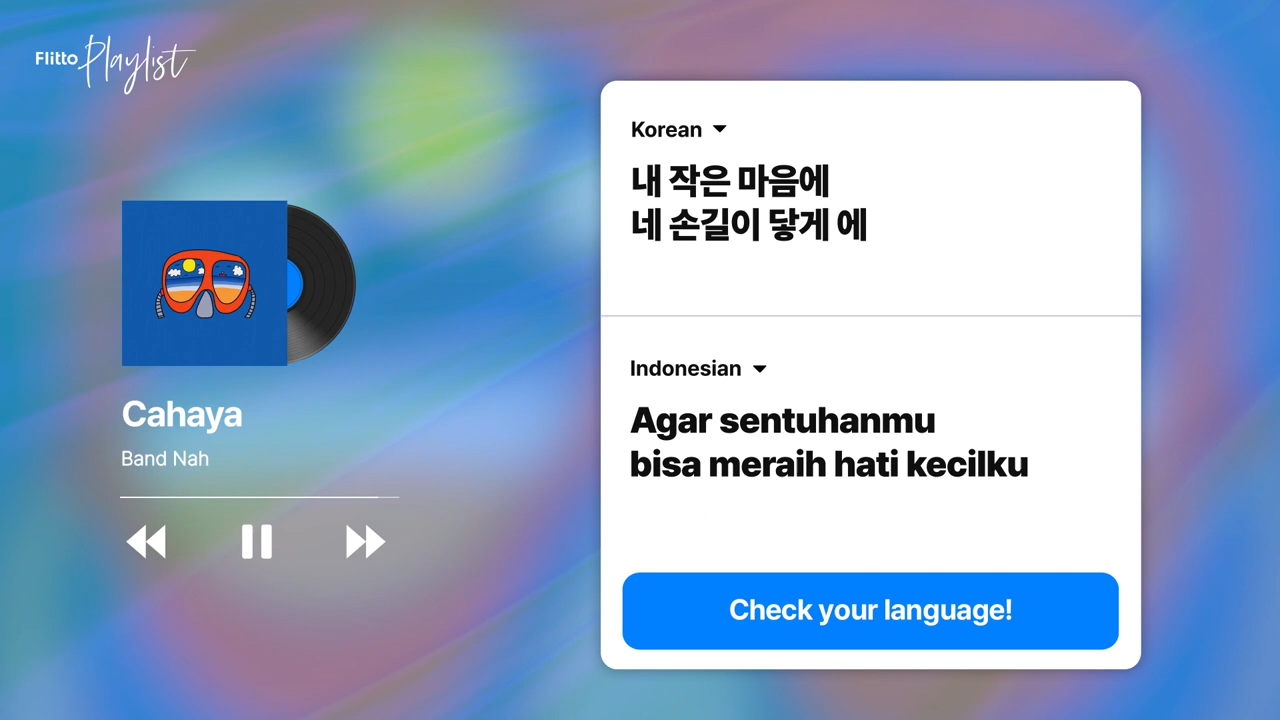 Flitto Playlist
Cahaya
Band Nah
Korean
내 작은 마음에
네 손길이 닿게 에
Indonesian
Agar sentuhanmu
bisa meraih hati kecilku
Check your language!